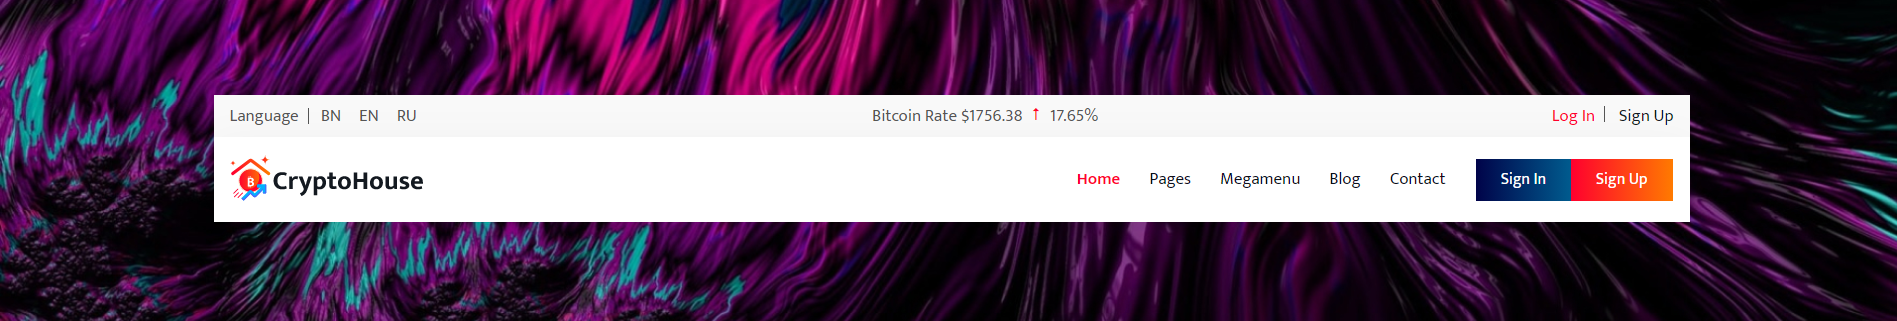 Language | BN EN RU Bitcoin Rate $1756.38 ↑ 17.65% Log In | Sign Up
CryptoHouse Home Pages Megamenu Blog Contact Sign In Sign Up